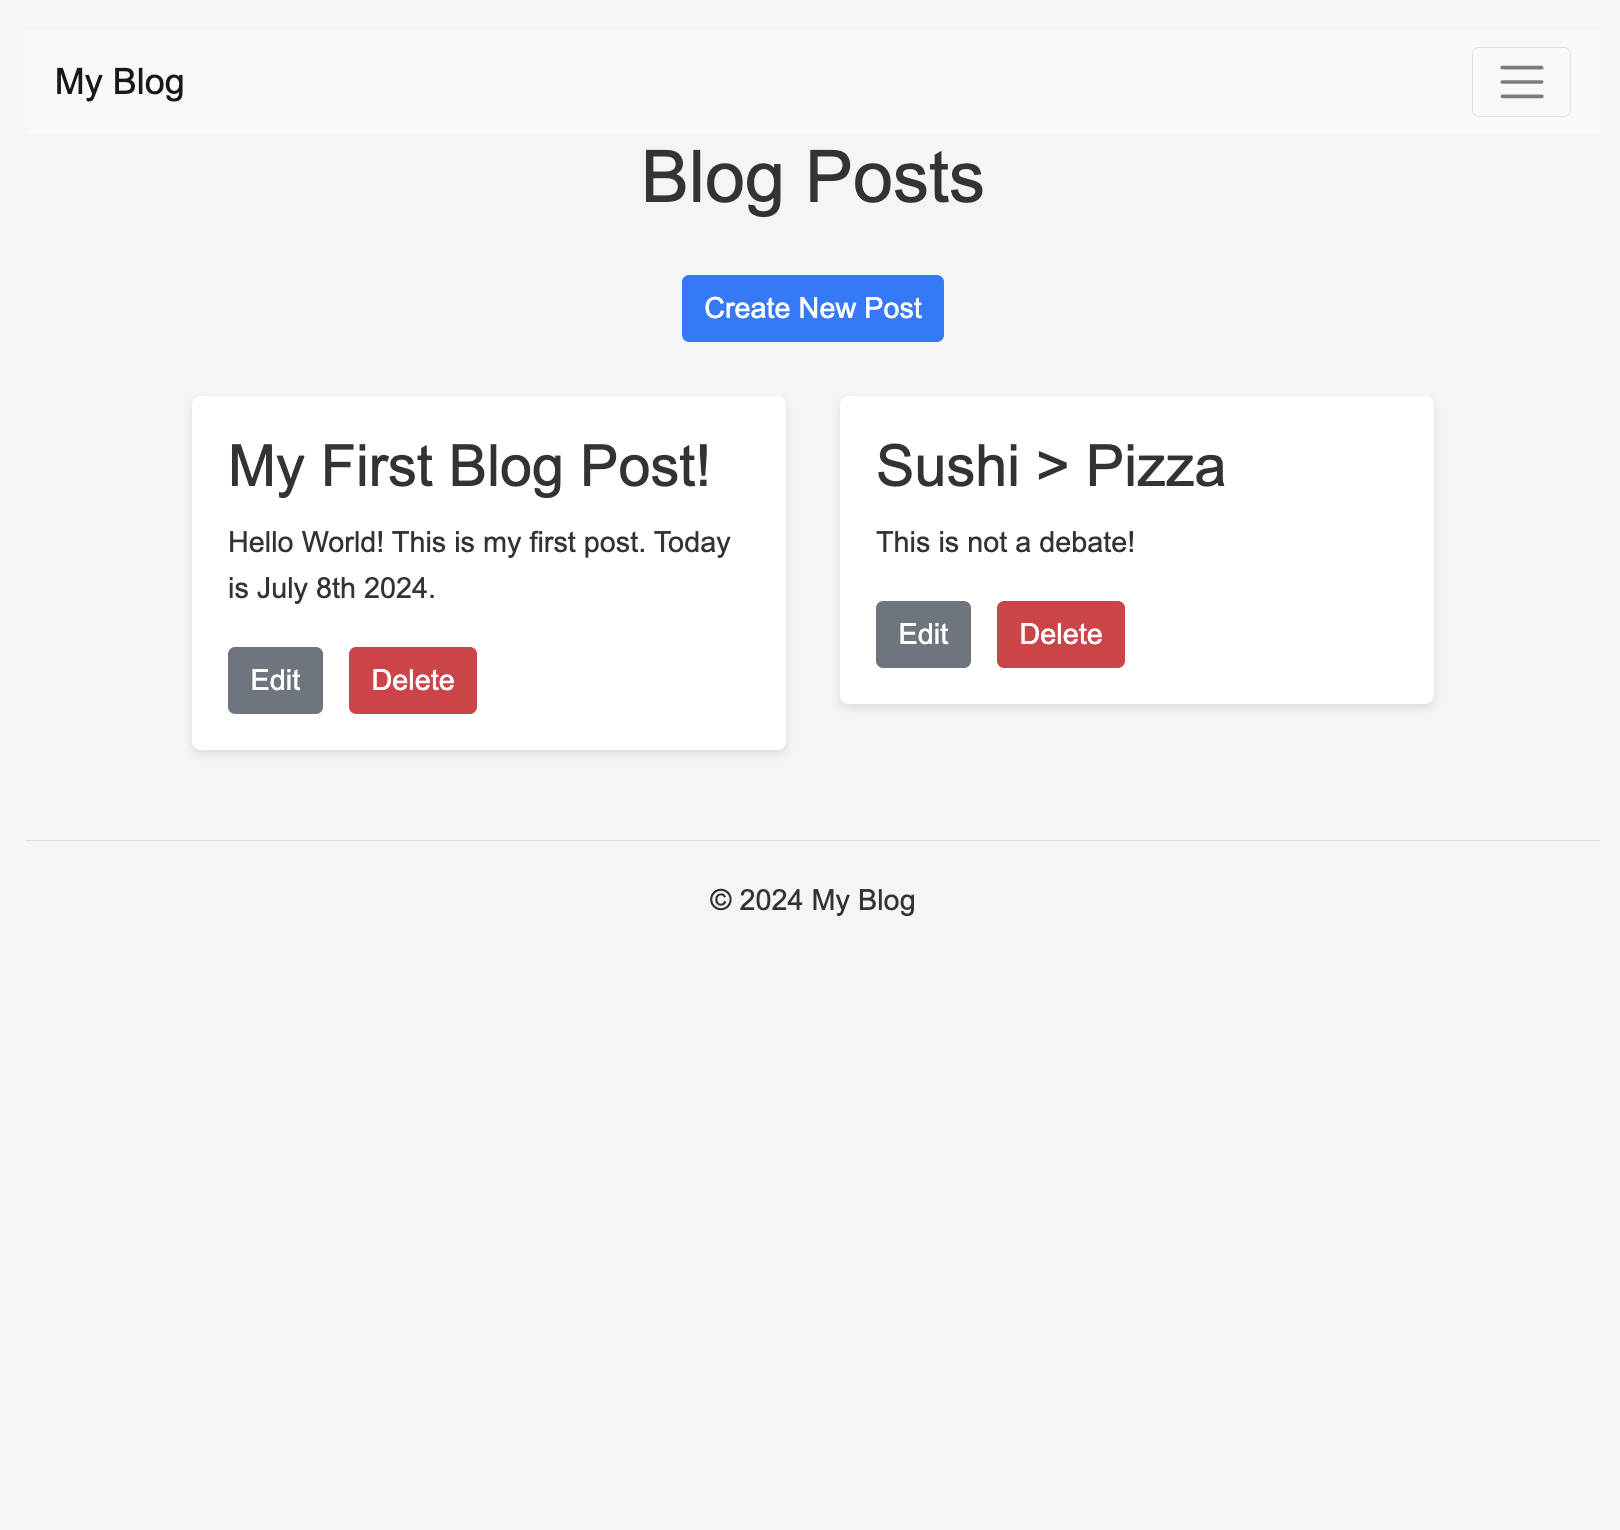 My Blog
Blog Posts
Create New Post
My First Blog Post!
Hello World! This is my first post. Today
is July 8th 2024.
Edit Delete
Sushi > Pizza
This is not a debate!
Edit Delete
© 2024 My Blog